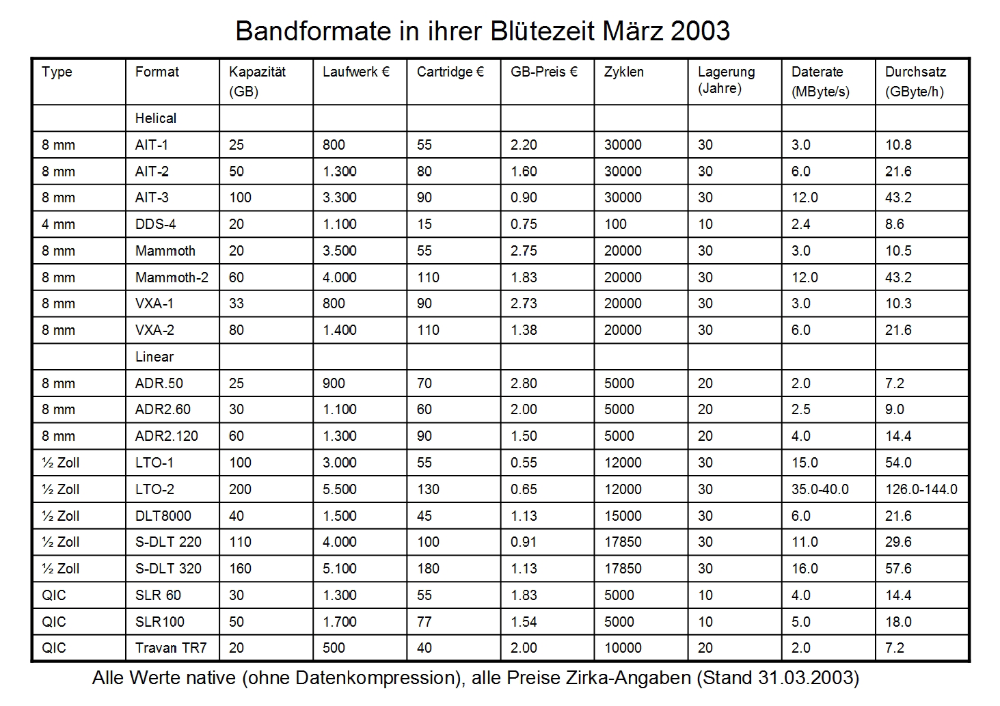 Bandformate in ihrer Blütezeit März 2003
Type Format Kapazität (GB) Laufwerk € Cartridge € GB-Preis € Zyklen Lagerung (Jahre) Daterate (MByte/s) Durchsatz (GByte/h)
Helical
8 mm AIT-1 25 800 55 2.20 30000 30 3.0 10.8
8 mm AIT-2 50 1.300 80 1.60 30000 30 6.0 21.6
8 mm AIT-3 100 3.300 90 0.90 30000 30 12.0 43.2
4 mm DDS-4 20 1.100 15 0.75 100 10 2.4 8.6
8 mm Mammoth 20 3.500 55 2.75 20000 30 3.0 10.5
8 mm Mammoth-2 60 4.000 110 1.83 20000 30 12.0 43.2
8 mm VXA-1 33 800 90 2.73 20000 30 3.0 10.3
8 mm VXA-2 80 1.400 110 1.38 20000 30 6.0 21.6
Linear
8 mm ADR.50 25 900 70 2.80 5000 20 2.0 7.2
8 mm ADR2.60 30 1.100 60 2.00 5000 20 2.5 9.0
8 mm ADR2.120 60 1.300 90 1.50 5000 20 4.0 14.4
½ Zoll LTO-1 100 3.000 55 0.55 12000 30 15.0 54.0
½ Zoll LTO-2 200 5.500 130 0.65 12000 30 35.0-40.0 126.0-144.0
½ Zoll DLT8000 40 1.500 45 1.13 15000 30 6.0 21.6
½ Zoll S-DLT 220 110 4.000 100 0.91 17850 30 11.0 29.6
½ Zoll S-DLT 320 160 5.100 180 1.13 17850 30 16.0 57.6
QIC SLR 60 30 1.300 55 1.83 5000 10 4.0 14.4
QIC SLR100 50 1.700 77 1.54 5000 10 5.0 18.0
QIC Travan TR7 20 500 40 2.00 10000 20 2.0 7.2
Alle Werte native (ohne Datenkompression), alle Preise Zirka-Angaben (Stand 31.03.2003)